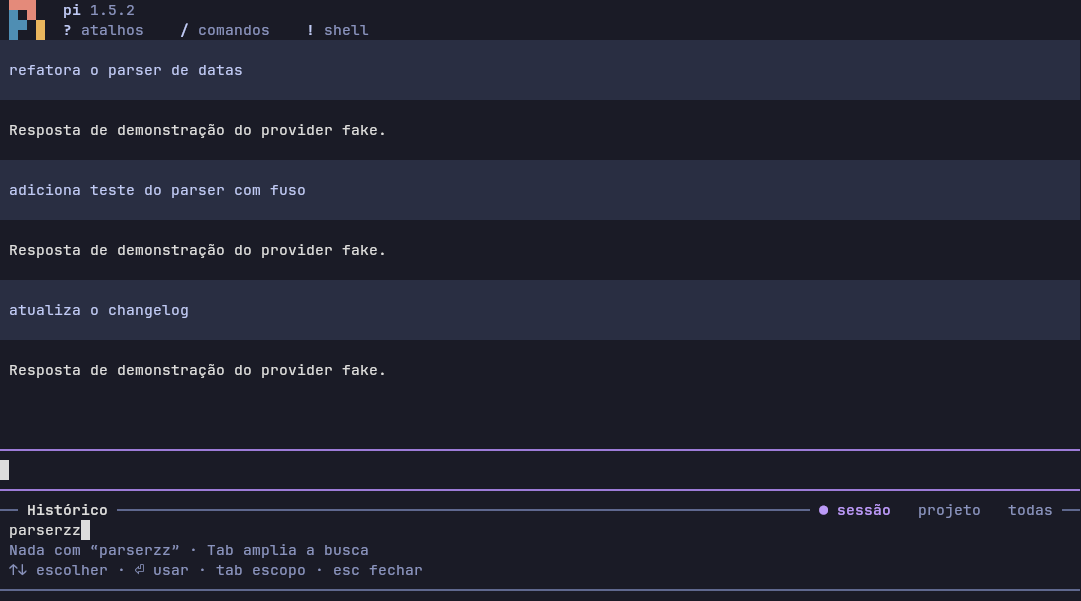 pi 1.5.2
? atalhos / comandos ! shell
refatora o parser de datas
Resposta de demonstração do provider fake.
adiciona teste do parser com fuso
Resposta de demonstração do provider fake.
atualiza o changelog
Resposta de demonstração do provider fake.
Histórico ● sessão projeto todas
parserzz
Nada com “parserzz” · Tab amplia a busca
↑↓ escolher · ⏎ usar · tab escopo · esc fechar